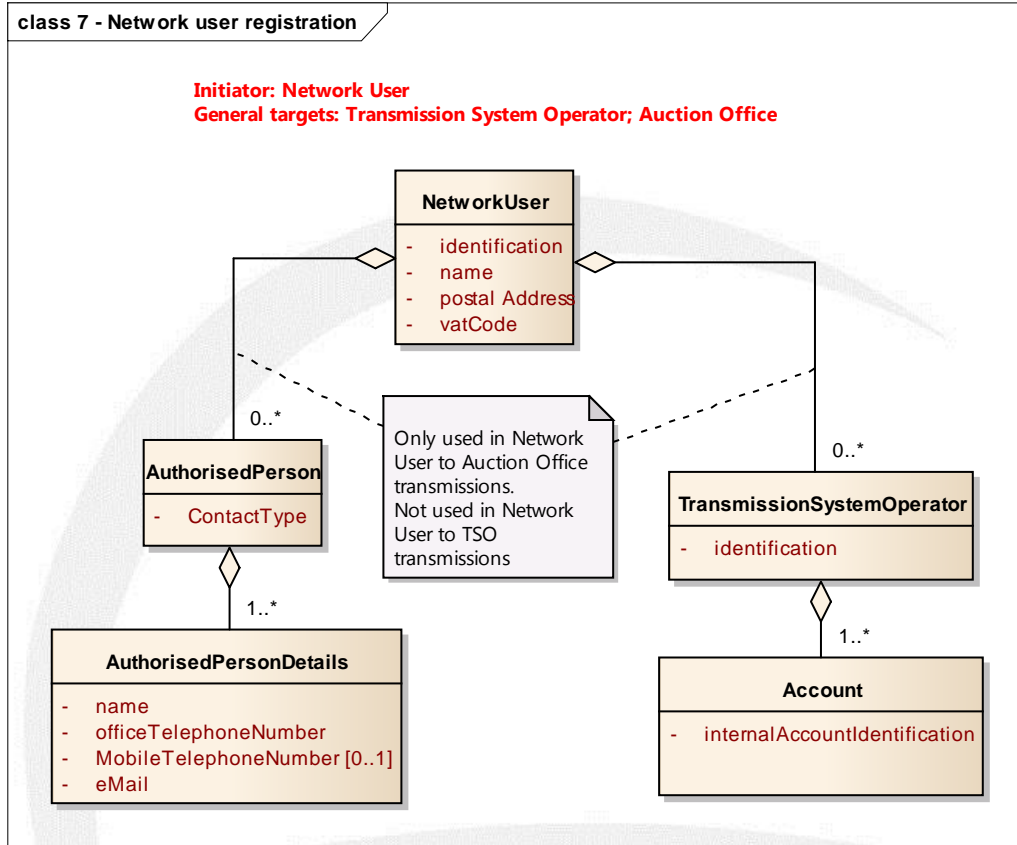 class 7 - Network user registration
Initiator: Network User
General targets: Transmission System Operator; Auction Office
NetworkUser
- identification
- name
- postal Address
- vatCode
0..*
0..*
Only used in Network
User to Auction Office
transmissions.
Not used in Network
User to TSO
transmissions
AuthorisedPerson
- ContactType
TransmissionSystemOperator
- identification
1..*
1..*
AuthorisedPersonDetails
- name
- officeTelephoneNumber
- MobileTelephoneNumber [0..1]
- eMail
Account
- internalAccountIdentification